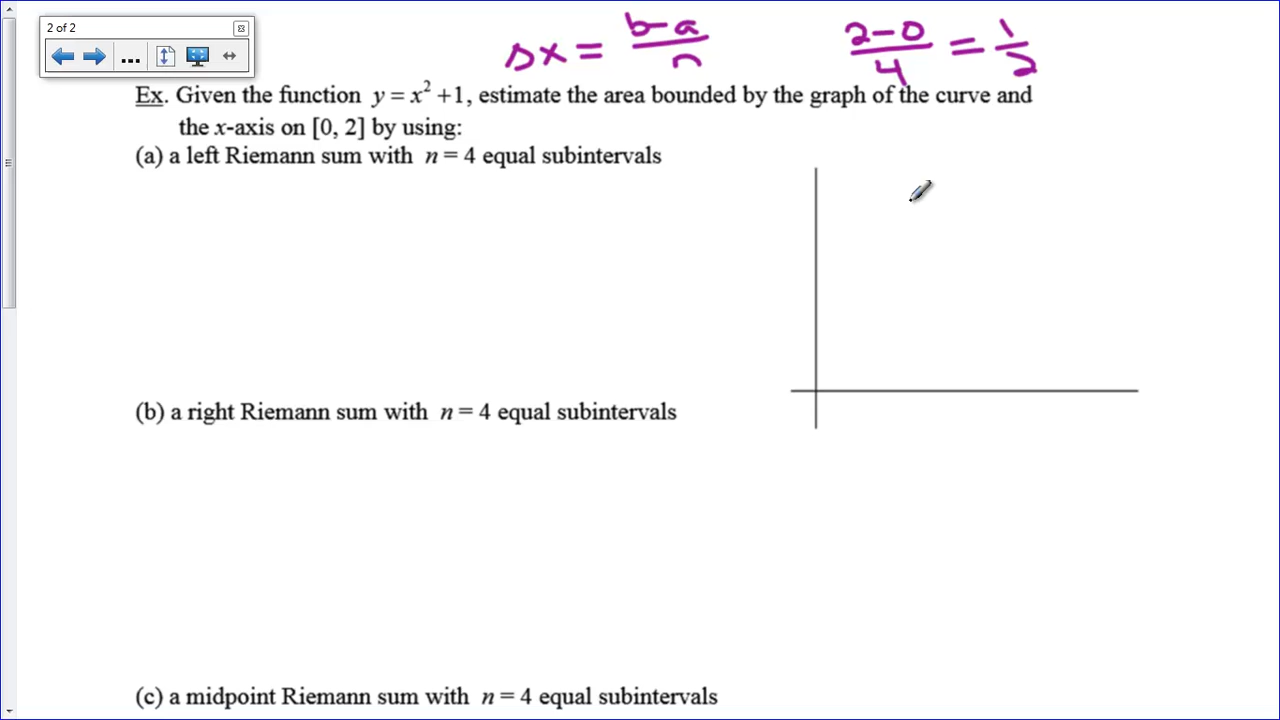 2 of 2
Δx = b-a/n 2-0/4 = 1/2
Ex. Given the function y = x² +1, estimate the area bounded by the graph of the curve and
the x-axis on [0, 2] by using:
(a) a left Riemann sum with n = 4 equal subintervals
(b) a right Riemann sum with n = 4 equal subintervals
(c) a midpoint Riemann sum with n = 4 equal subintervals